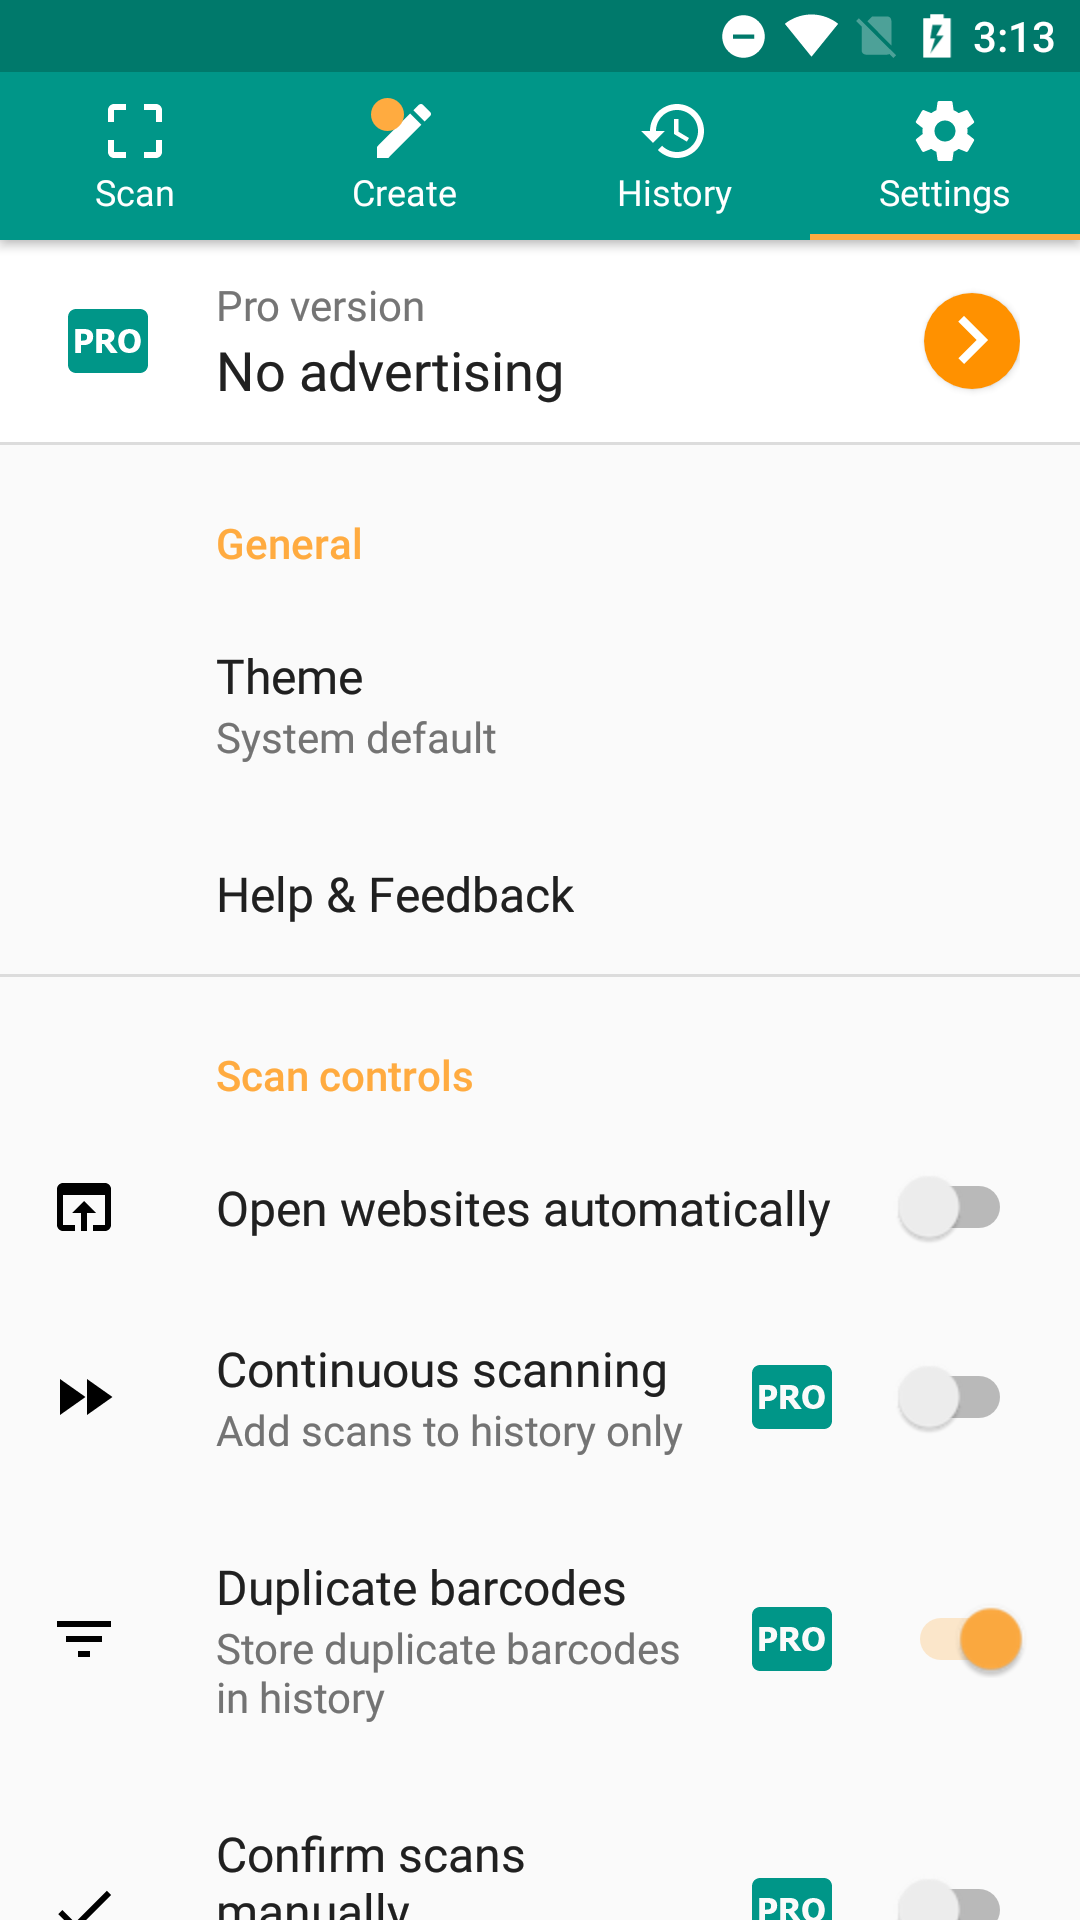 3:13
Scan
Create
History
Settings
Pro version
PRO
No advertising
General
Theme
System default
Help & Feedback
Scan controls
Open websites automatically
Continuous scanning
Add scans to history only
PRO
Duplicate barcodes
Store duplicate barcodes
in history
PRO
Confirm scans
manually
PRO